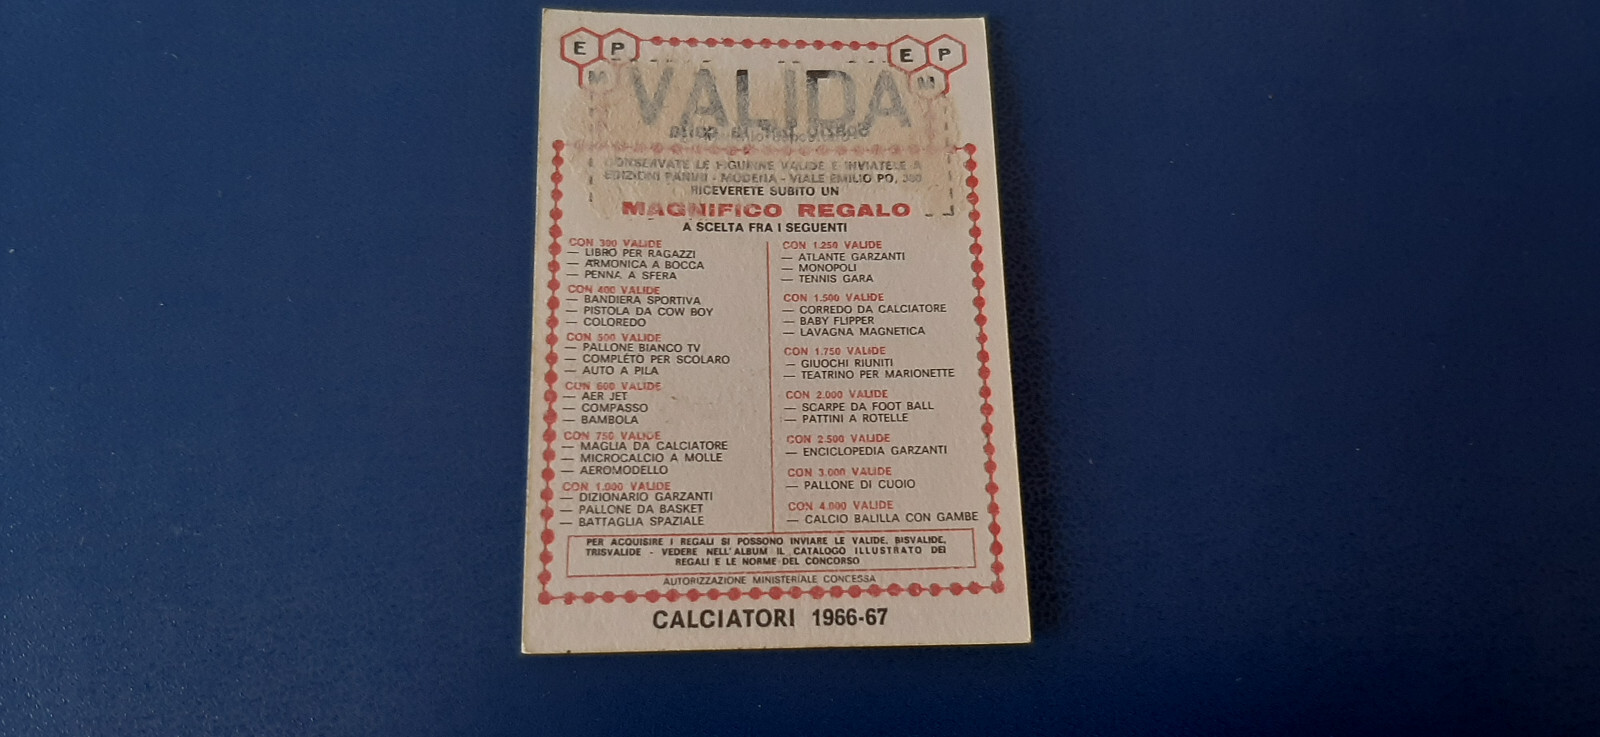 E P E P
M M
VALIDA
CONSERVATE LE FIGURINE VALIDE E INVIATELE A
EDIZIONI PANINI - MODENA - VIALE EMILIO PO, 380
RICEVERETE SUBITO UN
MAGNIFICO REGALO
A SCELTA FRA I SEGUENTI
CON 300 VALIDE
— LIBRO PER RAGAZZI
— ARMONICA A BOCCA
— PENNA A SFERA
CON 400 VALIDE
— BANDIERA SPORTIVA
— PISTOLA DA COW BOY
— COLOREDO
CON 500 VALIDE
— PALLONE BIANCO TV
— COMPLETO PER SCOLARO
— AUTO A PILA
CON 600 VALIDE
— AER JET
— COMPASSO
— BAMBOLA
CON 750 VALIDE
— MAGLIA DA CALCIATORE
— MICROCALCIO A MOLLE
— AEROMODELLO
CON 1.000 VALIDE
— DIZIONARIO GARZANTI
— PALLONE DA BASKET
— BATTAGLIA SPAZIALE
CON 1.250 VALIDE
— ATLANTE GARZANTI
— MONOPOLI
— TENNIS GARA
CON 1.500 VALIDE
— CORREDO DA CALCIATORE
— BABY FLIPPER
— LAVAGNA MAGNETICA
CON 1.750 VALIDE
— GIUOCHI RIUNITI
— TEATRINO PER MARIONETTE
CON 2.000 VALIDE
— SCARPE DA FOOT BALL
— PATTINI A ROTELLE
CON 2.500 VALIDE
— ENCICLOPEDIA GARZANTI
CON 3.000 VALIDE
— PALLONE DI CUOIO
CON 4.000 VALIDE
— CALCIO BALILLA CON GAMBE
PER ACQUISIRE I REGALI SI POSSONO INVIARE LE VALIDE, BISVALIDE,
TRISVALIDE - VEDERE NELL'ALBUM IL CATALOGO ILLUSTRATO DEI
REGALI E LE NORME DEL CONCORSO
AUTORIZZAZIONE MINISTERIALE CONCESSA
CALCIATORI 1966-67